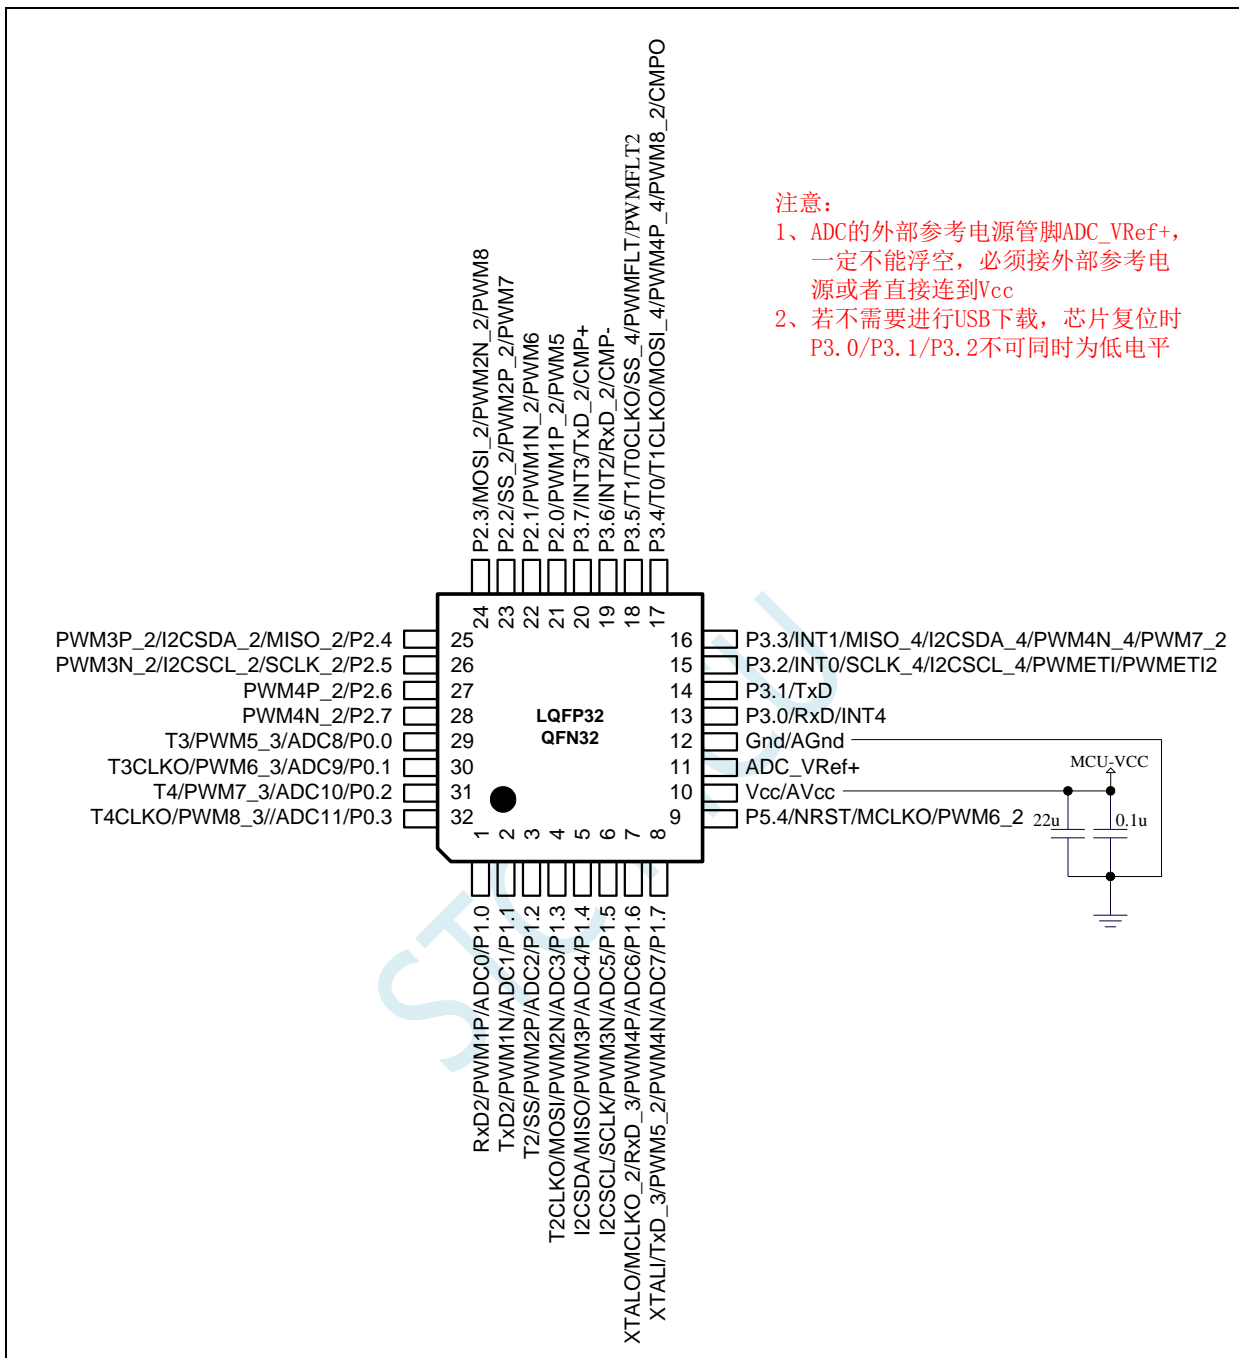 P2.3/MOSI_2/PWM2N_2/PWM8
P2.2/SS_2/PWM2P_2/PWM7
P2.1/PWM1N_2/PWM6
P2.0/PWM1P_2/PWM5
P3.7/INT3/TxD_2/CMP+
P3.6/INT2/RxD_2/CMP-
P3.5/T1/T0CLKO/SS_4/PWMFLT/PWMFLT2
P3.4/T0/T1CLKO/MOSI_4/PWM4P_4/PWM8_2/CMPO
注意：
1、ADC的外部参考电源管脚ADC_VRef+，
一定不能浮空，必须接外部参考电
源或者直接连到Vcc
2、若不需要进行USB下载，芯片复位时
P3.0/P3.1/P3.2不可同时为低电平
24
23
22
21
20
19
18
17
PWM3P_2/I2CSDA_2/MISO_2/P2.4
25
PWM3N_2/I2CSCL_2/SCLK_2/P2.5
26
PWM4P_2/P2.6
27
PWM4N_2/P2.7
28
T3/PWM5_3/ADC8/P0.0
29
T3CLKO/PWM6_3/ADC9/P0.1
30
T4/PWM7_3/ADC10/P0.2
31
T4CLKO/PWM8_3//ADC11/P0.3
32
LQFP32
QFN32
16
P3.3/INT1/MISO_4/I2CSDA_4/PWM4N_4/PWM7_2
15
P3.2/INT0/SCLK_4/I2CSCL_4/PWMETI/PWMETI2
14
P3.1/TxD
13
P3.0/RxD/INT4
12
Gnd/AGnd
11
ADC_VRef+
10
Vcc/AVcc
9
P5.4/NRST/MCLKO/PWM6_2
MCU-VCC
22u
0.1u
1
2
3
4
5
6
7
8
RxD2/PWM1P/ADC0/P1.0
TxD2/PWM1N/ADC1/P1.1
T2/SS/PWM2P/ADC2/P1.2
T2CLKO/MOSI/PWM2N/ADC3/P1.3
I2CSDA/MISO/PWM3P/ADC4/P1.4
I2CSCL/SCLK/PWM3N/ADC5/P1.5
XTALO/MCLKO_2/RxD_3/PWM4P/ADC6/P1.6
XTALI/TxD_3/PWM5_2/PWM4N/ADC7/P1.7
STCMCU